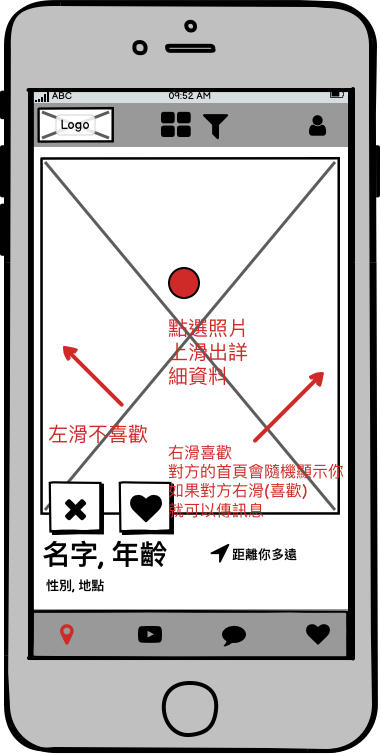 ABC 09:52 AM
Logo
點選照片
上滑出詳
細資料
左滑不喜歡
右滑喜歡
對方的首頁會隨機顯示你
如果對方右滑(喜歡)
就可以傳訊息
名字, 年齡
距離你多遠
性別, 地點